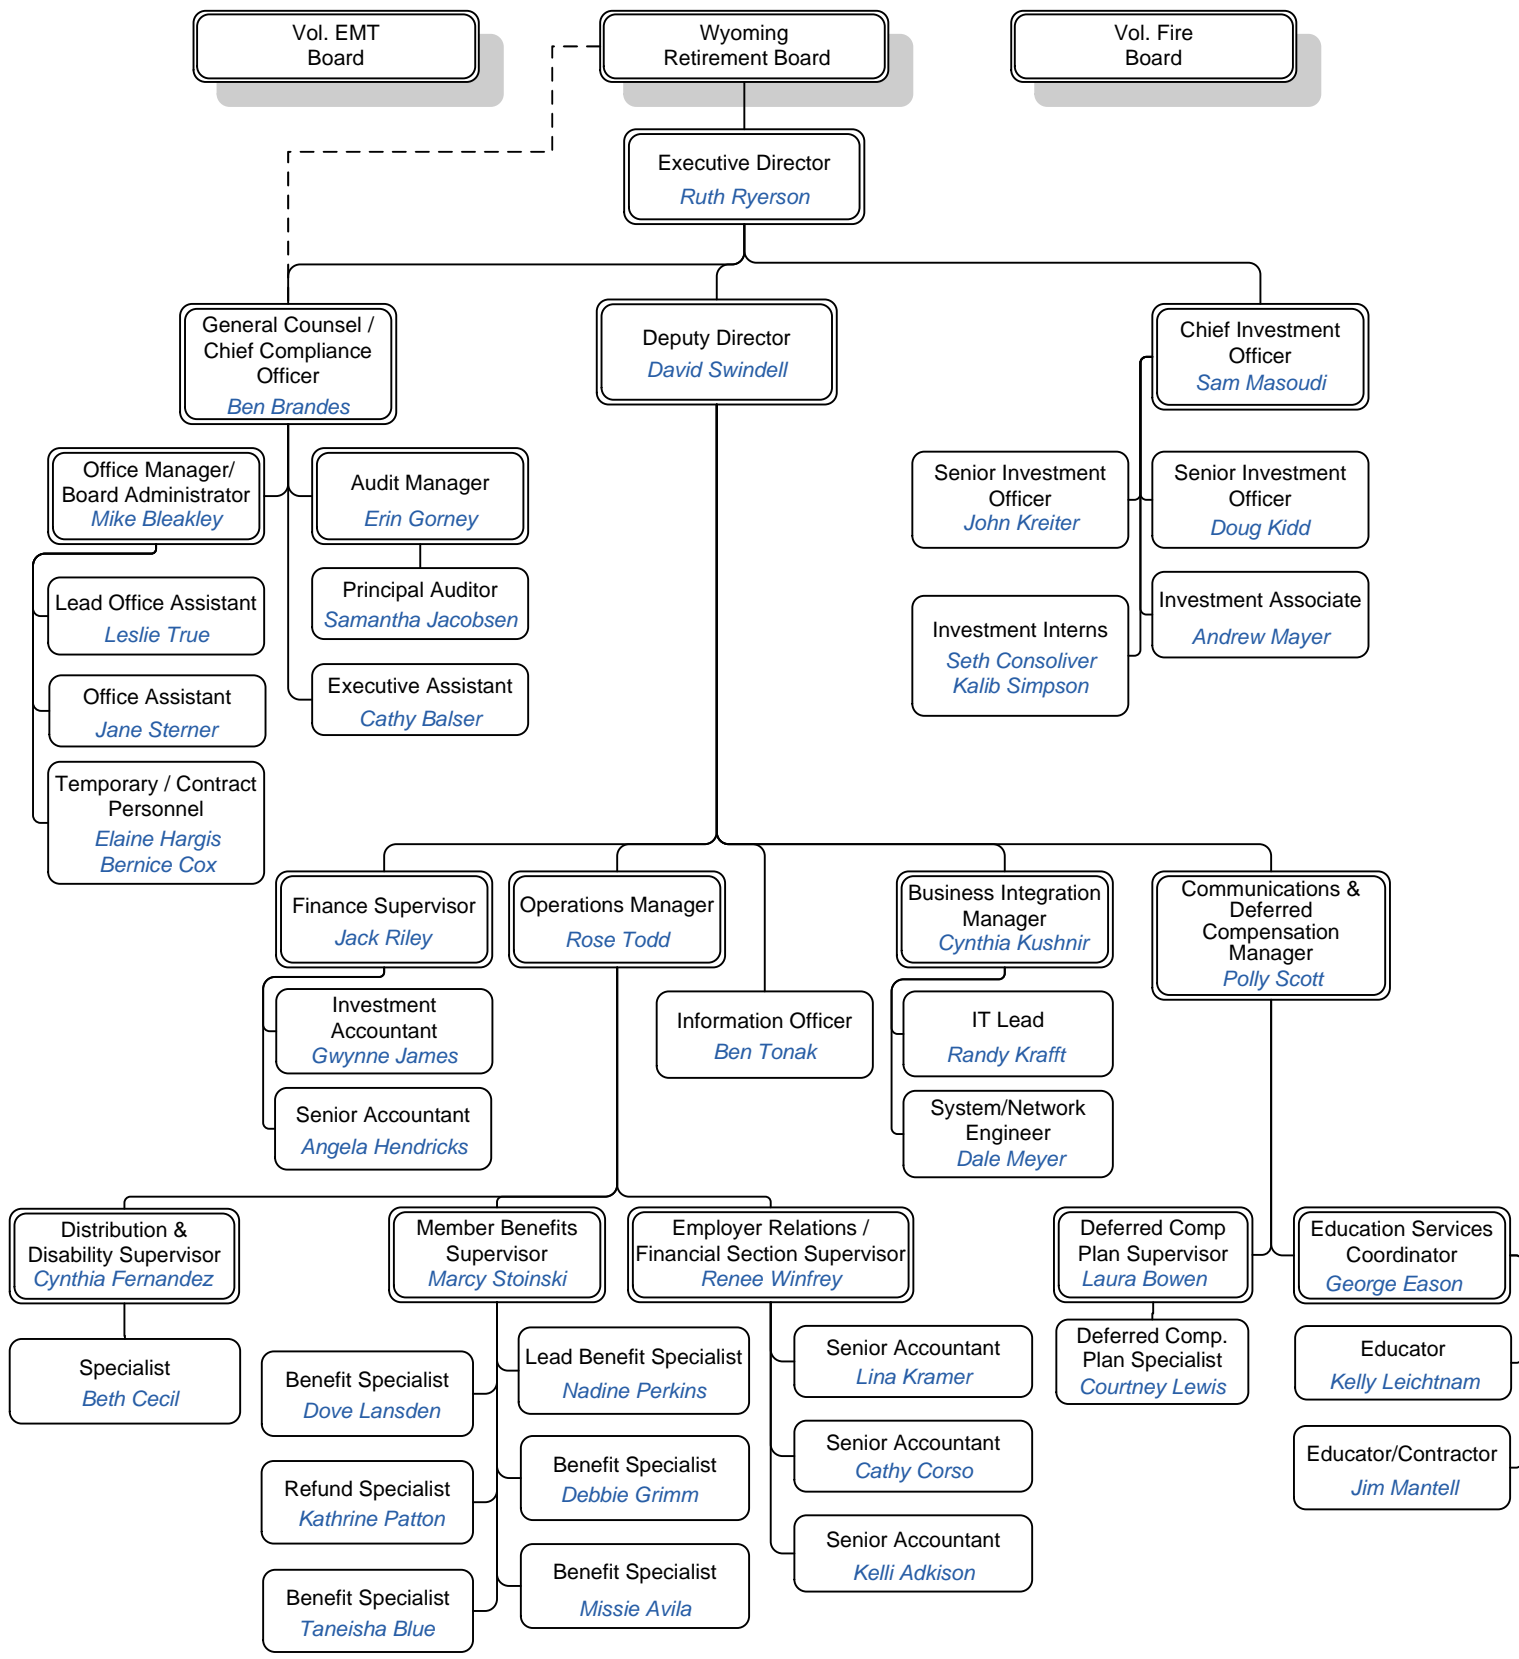 Vol. EMT
Board
Wyoming
Retirement Board
Vol. Fire
Board
Executive Director
Ruth Ryerson
General Counsel /
Chief Compliance
Officer
Ben Brandes
Deputy Director
David Swindell
Chief Investment
Officer
Sam Masoudi
Office Manager/
Board Administrator
Mike Bleakley
Audit Manager
Erin Gorney
Senior Investment
Officer
John Kreiter
Senior Investment
Officer
Doug Kidd
Lead Office Assistant
Leslie True
Principal Auditor
Samantha Jacobsen
Investment Interns
Seth Consoliver
Kalib Simpson
Investment Associate
Andrew Mayer
Office Assistant
Jane Sterner
Executive Assistant
Cathy Balser
Temporary / Contract
Personnel
Elaine Hargis
Bernice Cox
Finance Supervisor
Jack Riley
Operations Manager
Rose Todd
Business Integration
Manager
Cynthia Kushnir
Communications &
Deferred
Compensation
Manager
Polly Scott
Investment
Accountant
Gwynne James
Information Officer
Ben Tonak
IT Lead
Randy Krafft
Senior Accountant
Angela Hendricks
System/Network
Engineer
Dale Meyer
Distribution &
Disability Supervisor
Cynthia Fernandez
Member Benefits
Supervisor
Marcy Stoinski
Employer Relations /
Financial Section Supervisor
Renee Winfrey
Deferred Comp
Plan Supervisor
Laura Bowen
Education Services
Coordinator
George Eason
Specialist
Beth Cecil
Benefit Specialist
Dove Lansden
Lead Benefit Specialist
Nadine Perkins
Senior Accountant
Lina Kramer
Deferred Comp.
Plan Specialist
Courtney Lewis
Educator
Kelly Leichtnam
Refund Specialist
Kathrine Patton
Benefit Specialist
Debbie Grimm
Senior Accountant
Cathy Corso
Educator/Contractor
Jim Mantell
Benefit Specialist
Taneisha Blue
Benefit Specialist
Missie Avila
Senior Accountant
Kelli Adkison